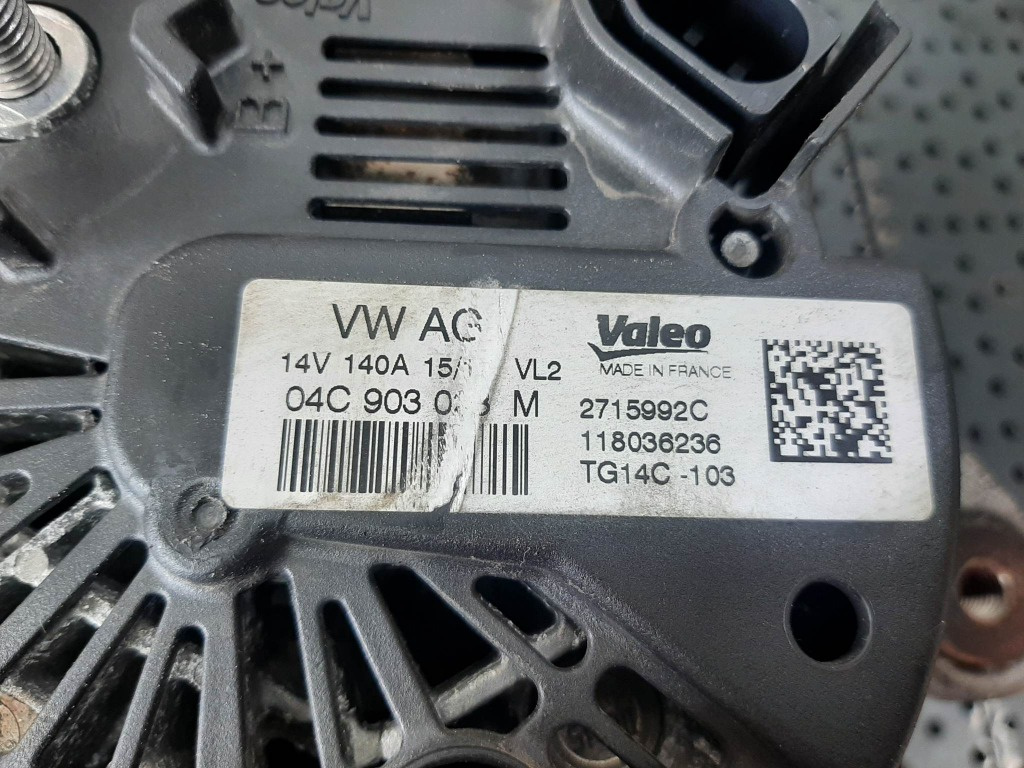 B+
VW AG
14V 140A VL2
04C 903 M
Valeo
MADE IN FRANCE
2715992C
118036236
TG14C -103